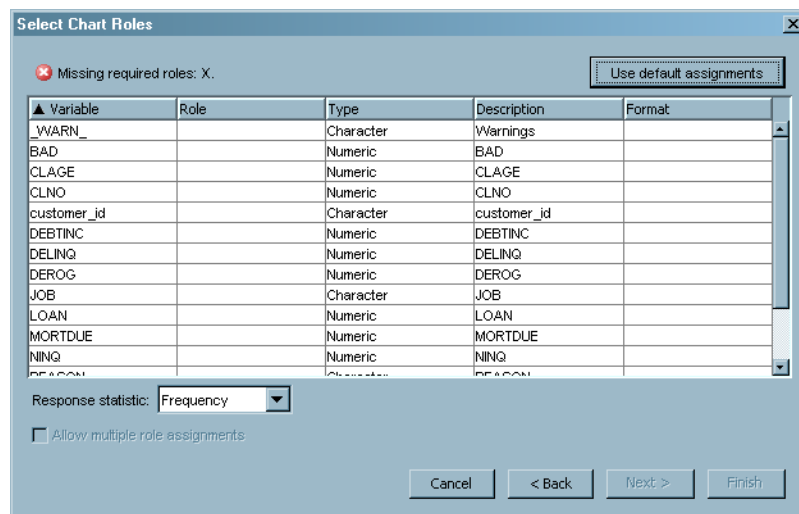 Select Chart Roles
Missing required roles: X.
Use default assignments
Variable Role Type Description Format
_WARN_ Character Warnings
BAD Numeric BAD
CLAGE Numeric CLAGE
CLNO Numeric CLNO
customer_id Character customer_id
DEBTINC Numeric DEBTINC
DELINQ Numeric DELINQ
DEROG Numeric DEROG
JOB Character JOB
LOAN Numeric LOAN
MORTDUE Numeric MORTDUE
NINQ Numeric NINQ
REASON Character REASON
Response statistic: Frequency
Allow multiple role assignments
Cancel < Back Next > Finish